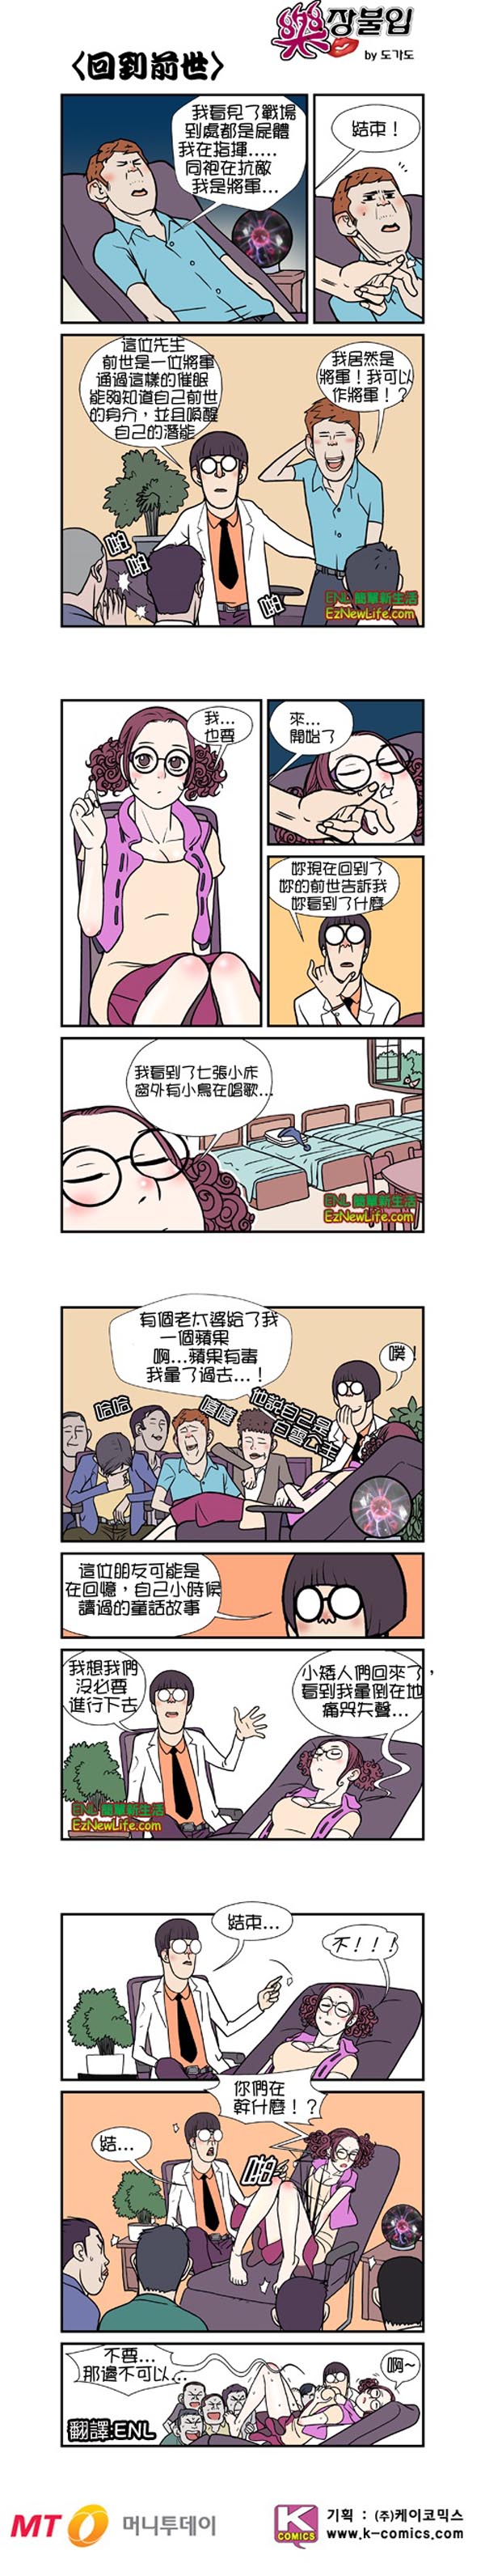 樂장불입
by 도가도
〈回到前世〉
我看見了戰場
到處都是屍體
我在指揮.....
同袍在抗敵
我是將軍...
結束！
這位先生
前世是一位將軍
通過這樣的催眠
能夠知道自己前世
的身分，並且喚醒
自己的潛能
我居然是
將軍！我可以
作將軍！？
啪
啪
啪
ENL 簡單新生活
EzNewLife.com
我...
也要
來...
開始了
妳現在回到了
妳的前世告訴我
妳看到了什麼
我看到了七張小床
窗外有小鳥在唱歌...
ENL 簡單新生活
EzNewLife.com
有個老太婆給了我
一個蘋果
啊...蘋果有毒
我暈了過去...！
噗！
哈哈
嘻嘻
她說自己是
白雪公主
這位朋友可能是
在回憶，自己小時候
讀過的童話故事
我想我們
沒必要
進行下去
小矮人們回來了，
看到我暈倒在地
痛哭失聲...
ENL 簡單新生活
EzNewLife.com
結束...
不！！！
你們在
幹什麼！？
結...
啪
不要...
那邊不可以...
啊~
翻譯:ENL
MT 머니투데이
K COMICS
기획 : (주)케이코믹스
www.k-comics.com